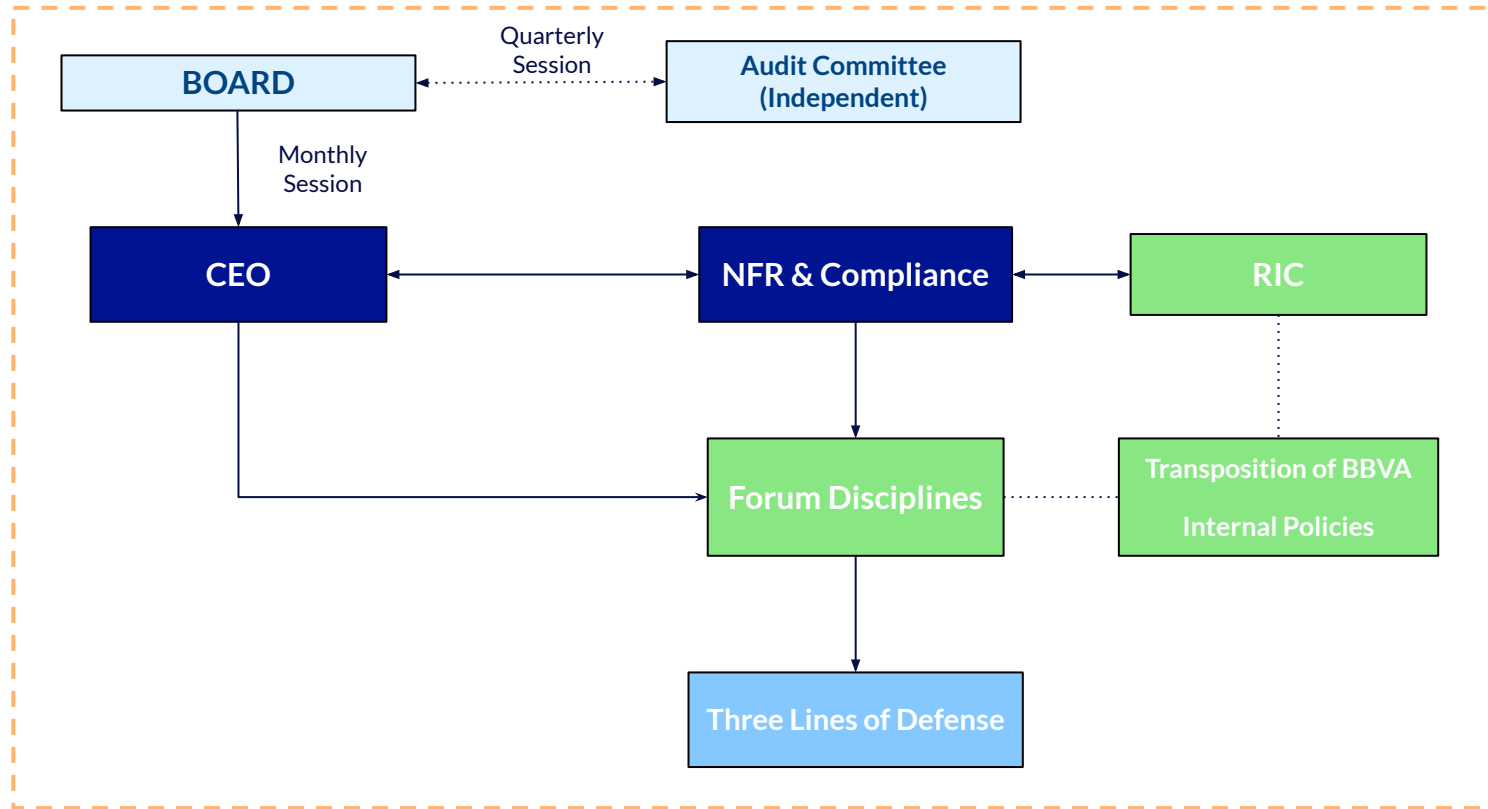 Quarterly
Session
BOARD
Audit Committee
(Independent)
Monthly
Session
CEO
NFR & Compliance
RIC
Forum Disciplines
Transposition of BBVA
Internal Policies
Three Lines of Defense